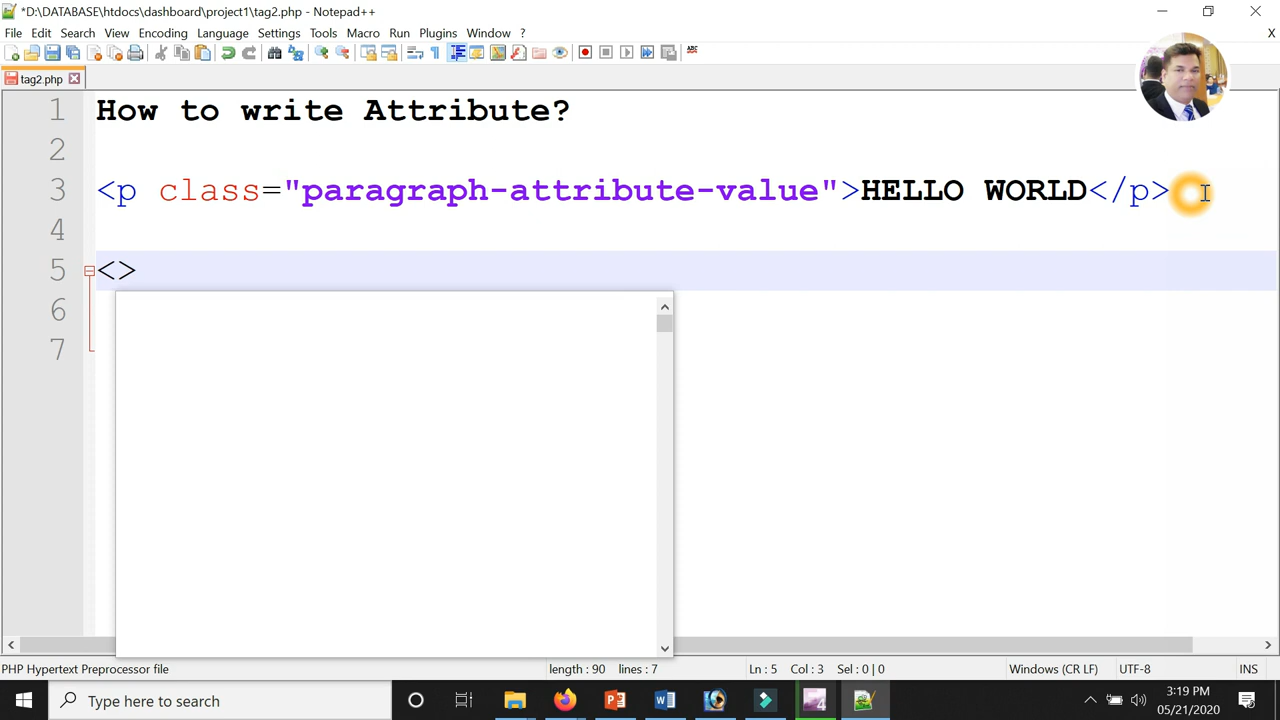 *D:\DATABASE\htdocs\dashboard\project1\tag2.php - Notepad++
File Edit Search View Encoding Language Settings Tools Macro Run Plugins Window ? X
ABC
tag2.php
1 How to write Attribute?
2
3 <p class="paragraph-attribute-value">HELLO WORLD</p>
4
5 <>
6
7
PHP Hypertext Preprocessor file length : 90 lines : 7 Ln : 5 Col : 3 Sel : 0 | 0 Windows (CR LF) UTF-8 INS
Type here to search
3:19 PM
05/21/2020